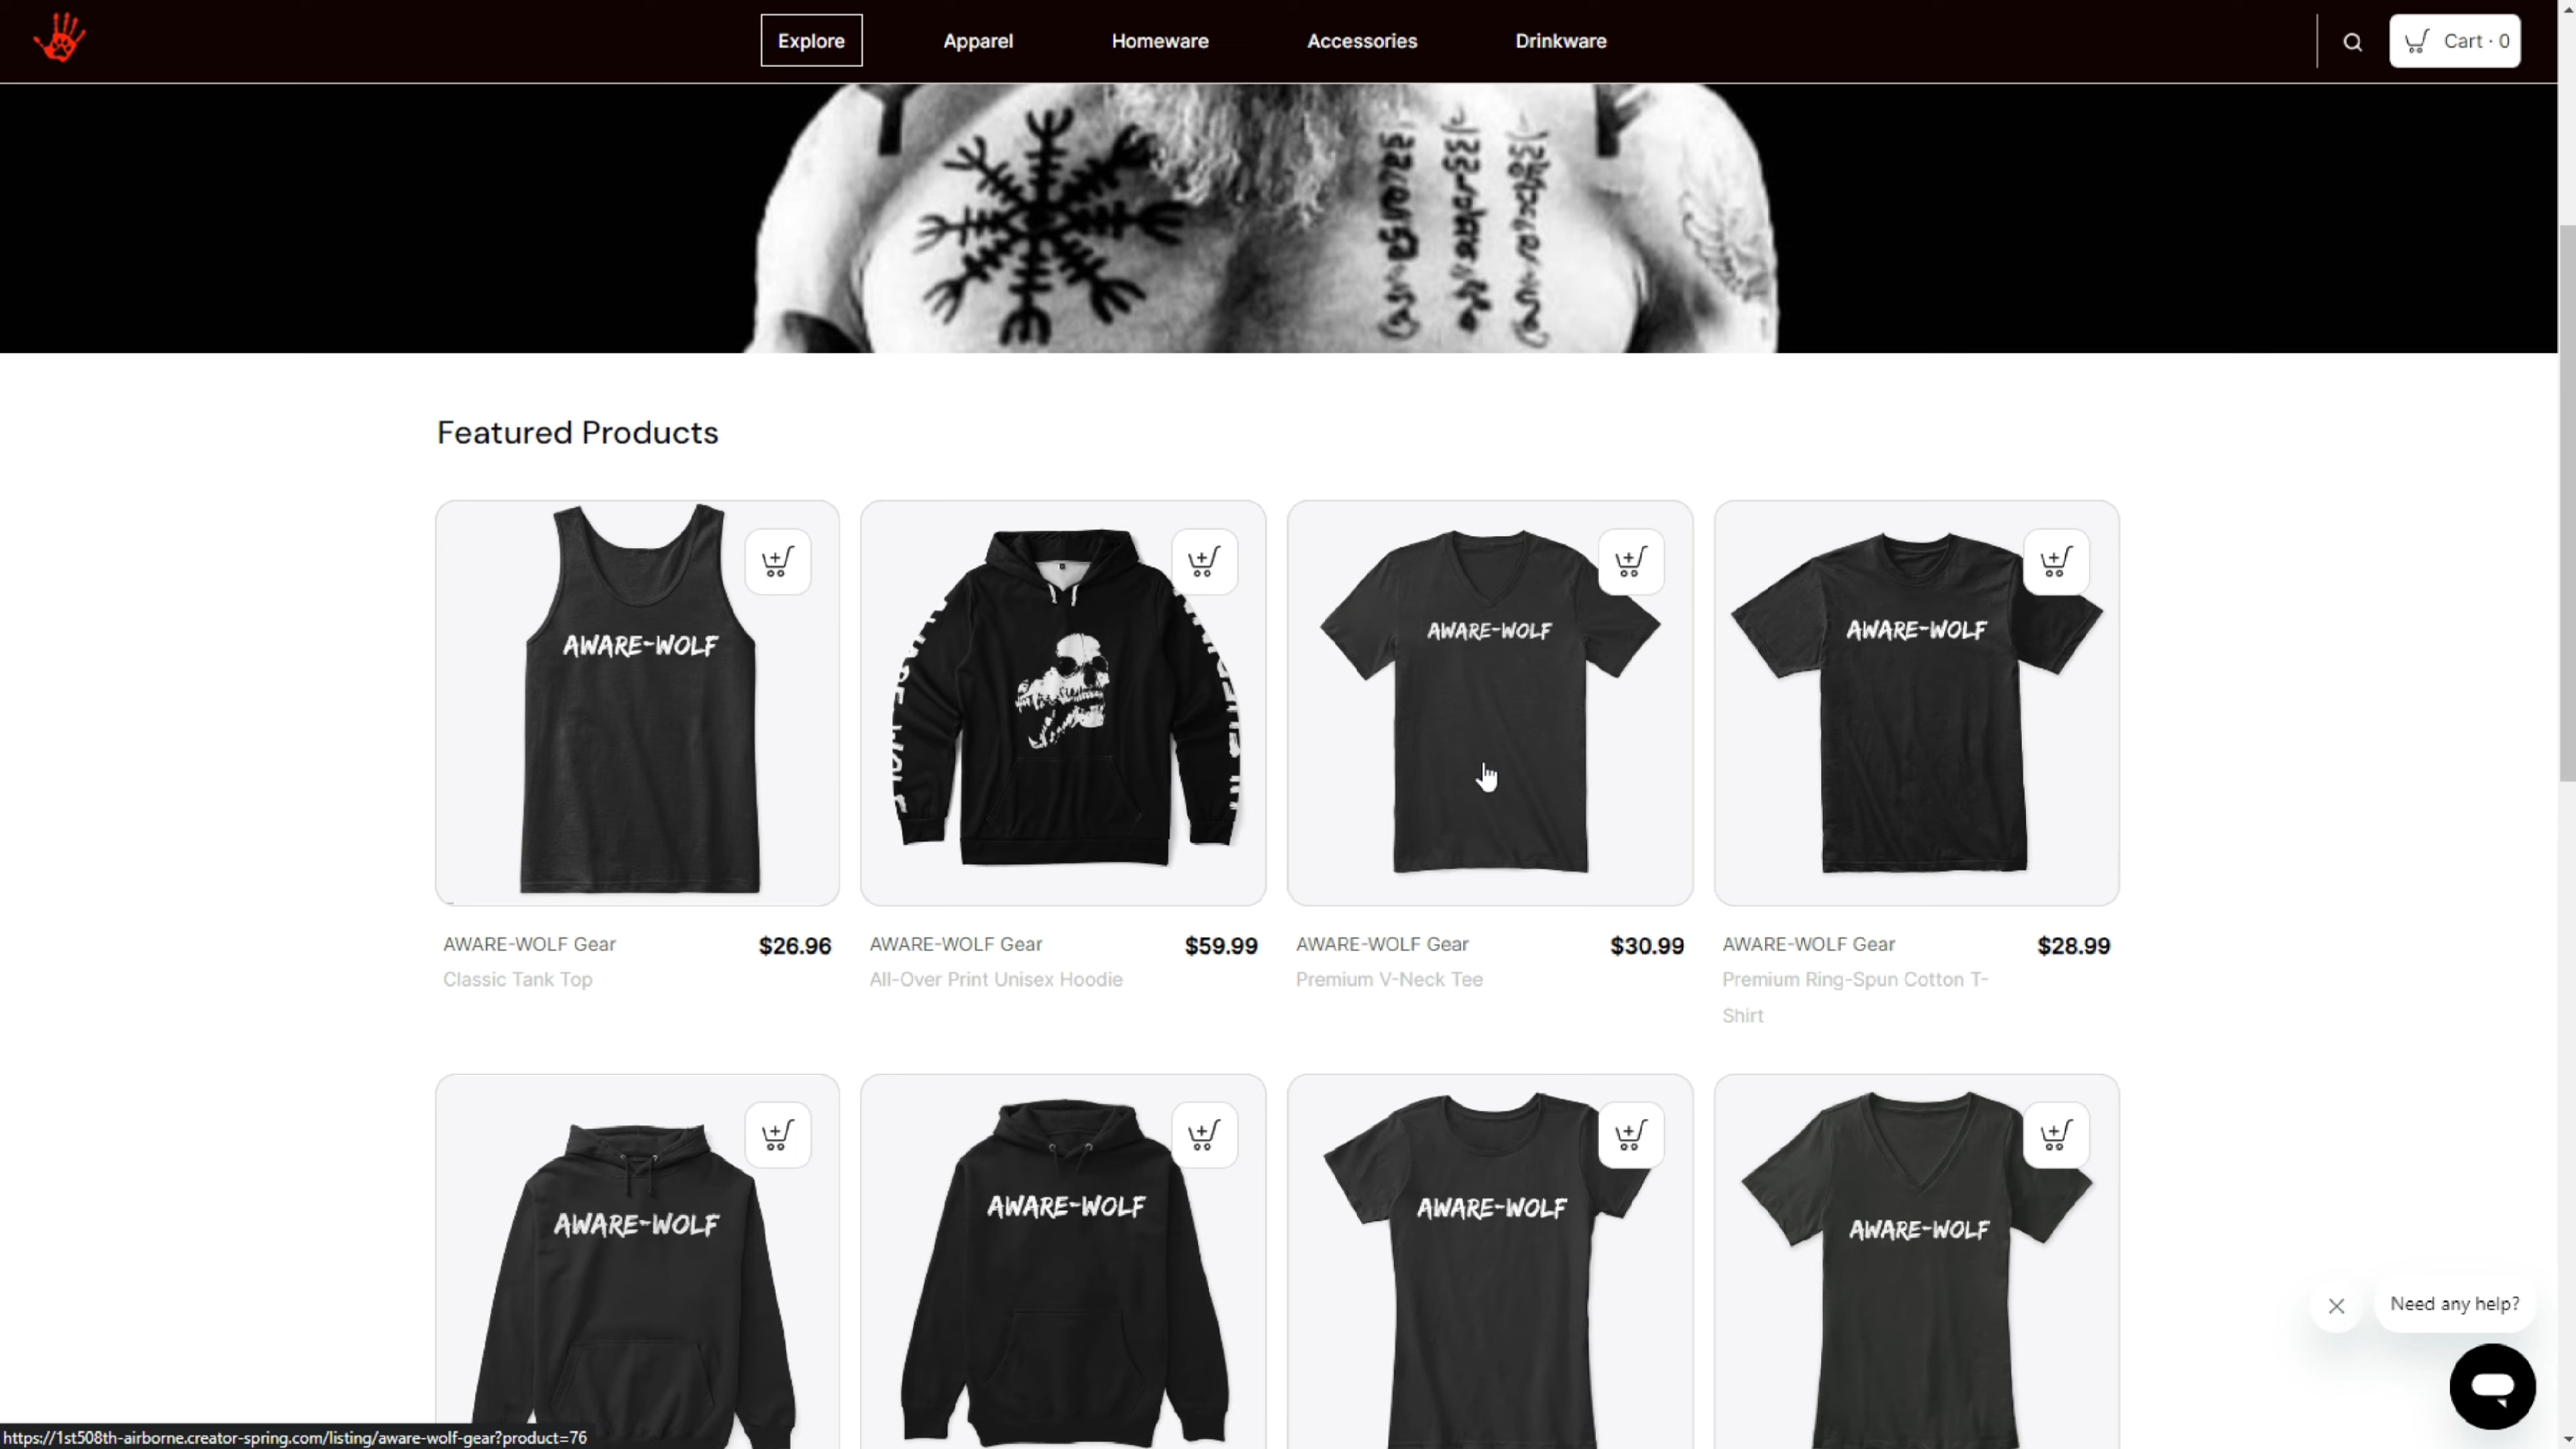 Explore
Apparel
Homeware
Accessories
Drinkware
Cart · 0
Featured Products
AWARE-WOLF
AWARE-WOLF
AWARE-WOLF
AWARE-WOLF Gear
$26.96
Classic Tank Top
AWARE-WOLF Gear
$59.99
All-Over Print Unisex Hoodie
AWARE-WOLF Gear
$30.99
Premium V-Neck Tee
AWARE-WOLF Gear
$28.99
Premium Ring-Spun Cotton T-
Shirt
AWARE-WOLF
AWARE-WOLF
AWARE-WOLF
AWARE-WOLF
Need any help?
https://1st508th-airborne.creator-spring.com/listing/aware-wolf-gear?product=76